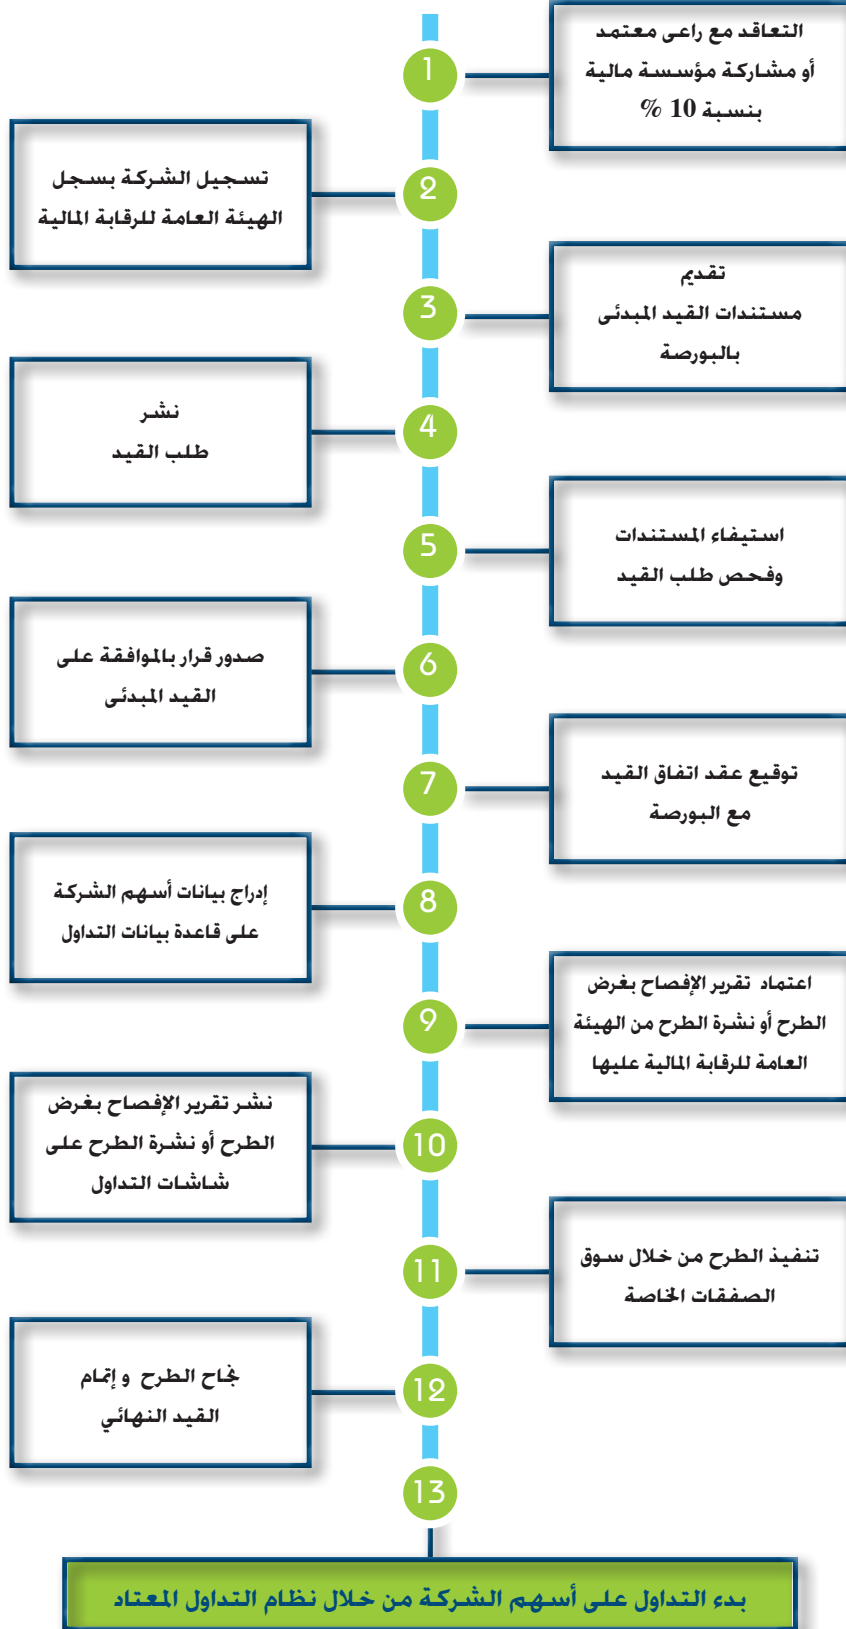 1
التعاقد مع راعى معتمد
أو مشاركة مؤسسة مالية
بنسبة 10 %
2
تسجيل الشركة بسجل
الهيئة العامة للرقابة المالية
3
تقديم
مستندات القيد المبدئى
بالبورصة
4
نشر
طلب القيد
5
استيفاء المستندات
وفحص طلب القيد
6
صدور قرار بالموافقة على
القيد المبدئى
7
توقيع عقد اتفاق القيد
مع البورصة
8
إدراج بيانات أسهم الشركة
على قاعدة بيانات التداول
9
اعتماد تقرير الإفصاح بغرض
الطرح أو نشرة الطرح من الهيئة
العامة للرقابة المالية عليها
10
نشر تقرير الإفصاح بغرض
الطرح أو نشرة الطرح على
شاشات التداول
11
تنفيذ الطرح من خلال سوق
الصفقات الخاصة
12
نجاح الطرح و إتمام
القيد النهائي
13
بدء التداول على أسهم الشركة من خلال نظام التداول المعتاد